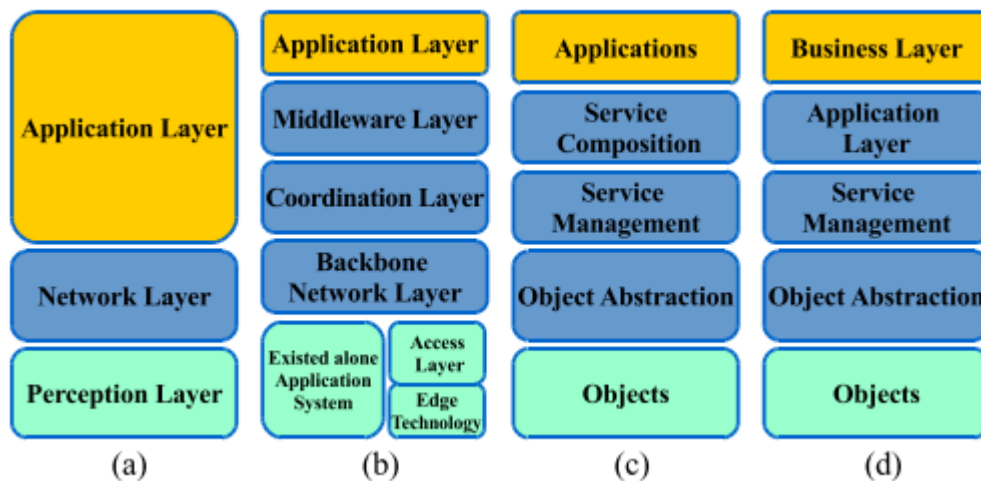 Application Layer
Network Layer
Perception Layer
(a)
Application Layer
Middleware Layer
Coordination Layer
Backbone
Network Layer
Existed alone
Application
System
Access
Layer
Edge
Technology
(b)
Applications
Service
Composition
Service
Management
Object Abstraction
Objects
(c)
Business Layer
Application
Layer
Service
Management
Object Abstraction
Objects
(d)